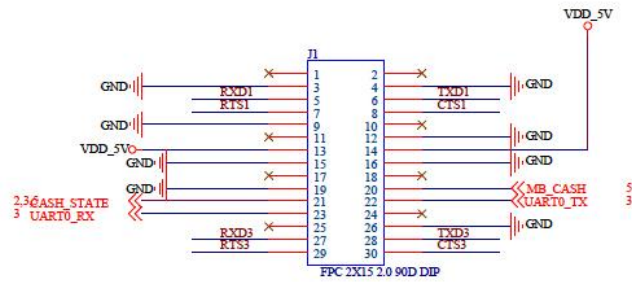 VDD_5V
J1
1 2
GND 3 4 GND
RXD1 5 6 TXD1
RTS1 7 8 CTS1
GND 9 10
11 12 GND
VDD_5V 13 14
GND 15 16 GND
17 18
GND 19 20 MB_CASH 5
CASH_STATE 21 22 UART0_TX 3
3 UART0_RX 23 24
25 26 GND
RXD3 27 28 TXD3
RTS3 29 30 CTS3
FPC 2X15 2.0 90D DIP